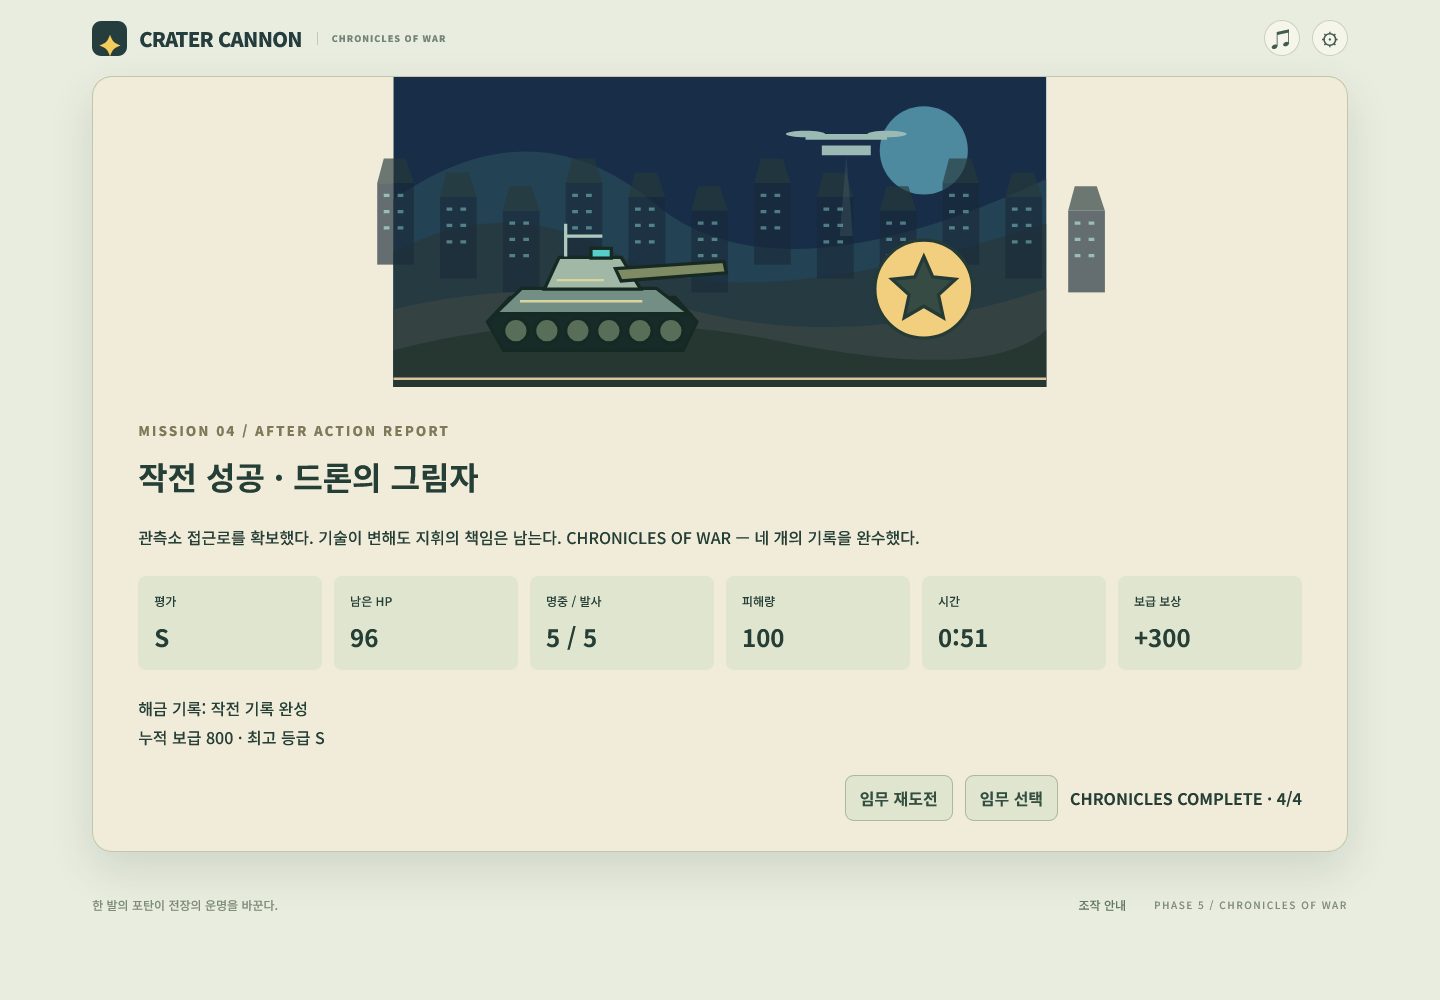 CRATER CANNON
CHRONICLES OF WAR
MISSION 04 / AFTER ACTION REPORT
작전 성공 · 드론의 그림자
관측소 접근로를 확보했다. 기술이 변해도 지휘의 책임은 남는다. CHRONICLES OF WAR — 네 개의 기록을 완수했다.
평가
S
남은 HP
96
명중 / 발사
5 / 5
피해량
100
시간
0:51
보급 보상
+300
해금 기록: 작전 기록 완성
누적 보급 800 · 최고 등급 S
임무 재도전
임무 선택
CHRONICLES COMPLETE · 4/4
한 발의 포탄이 전장의 운명을 바꾼다.
조작 안내
PHASE 5 / CHRONICLES OF WAR